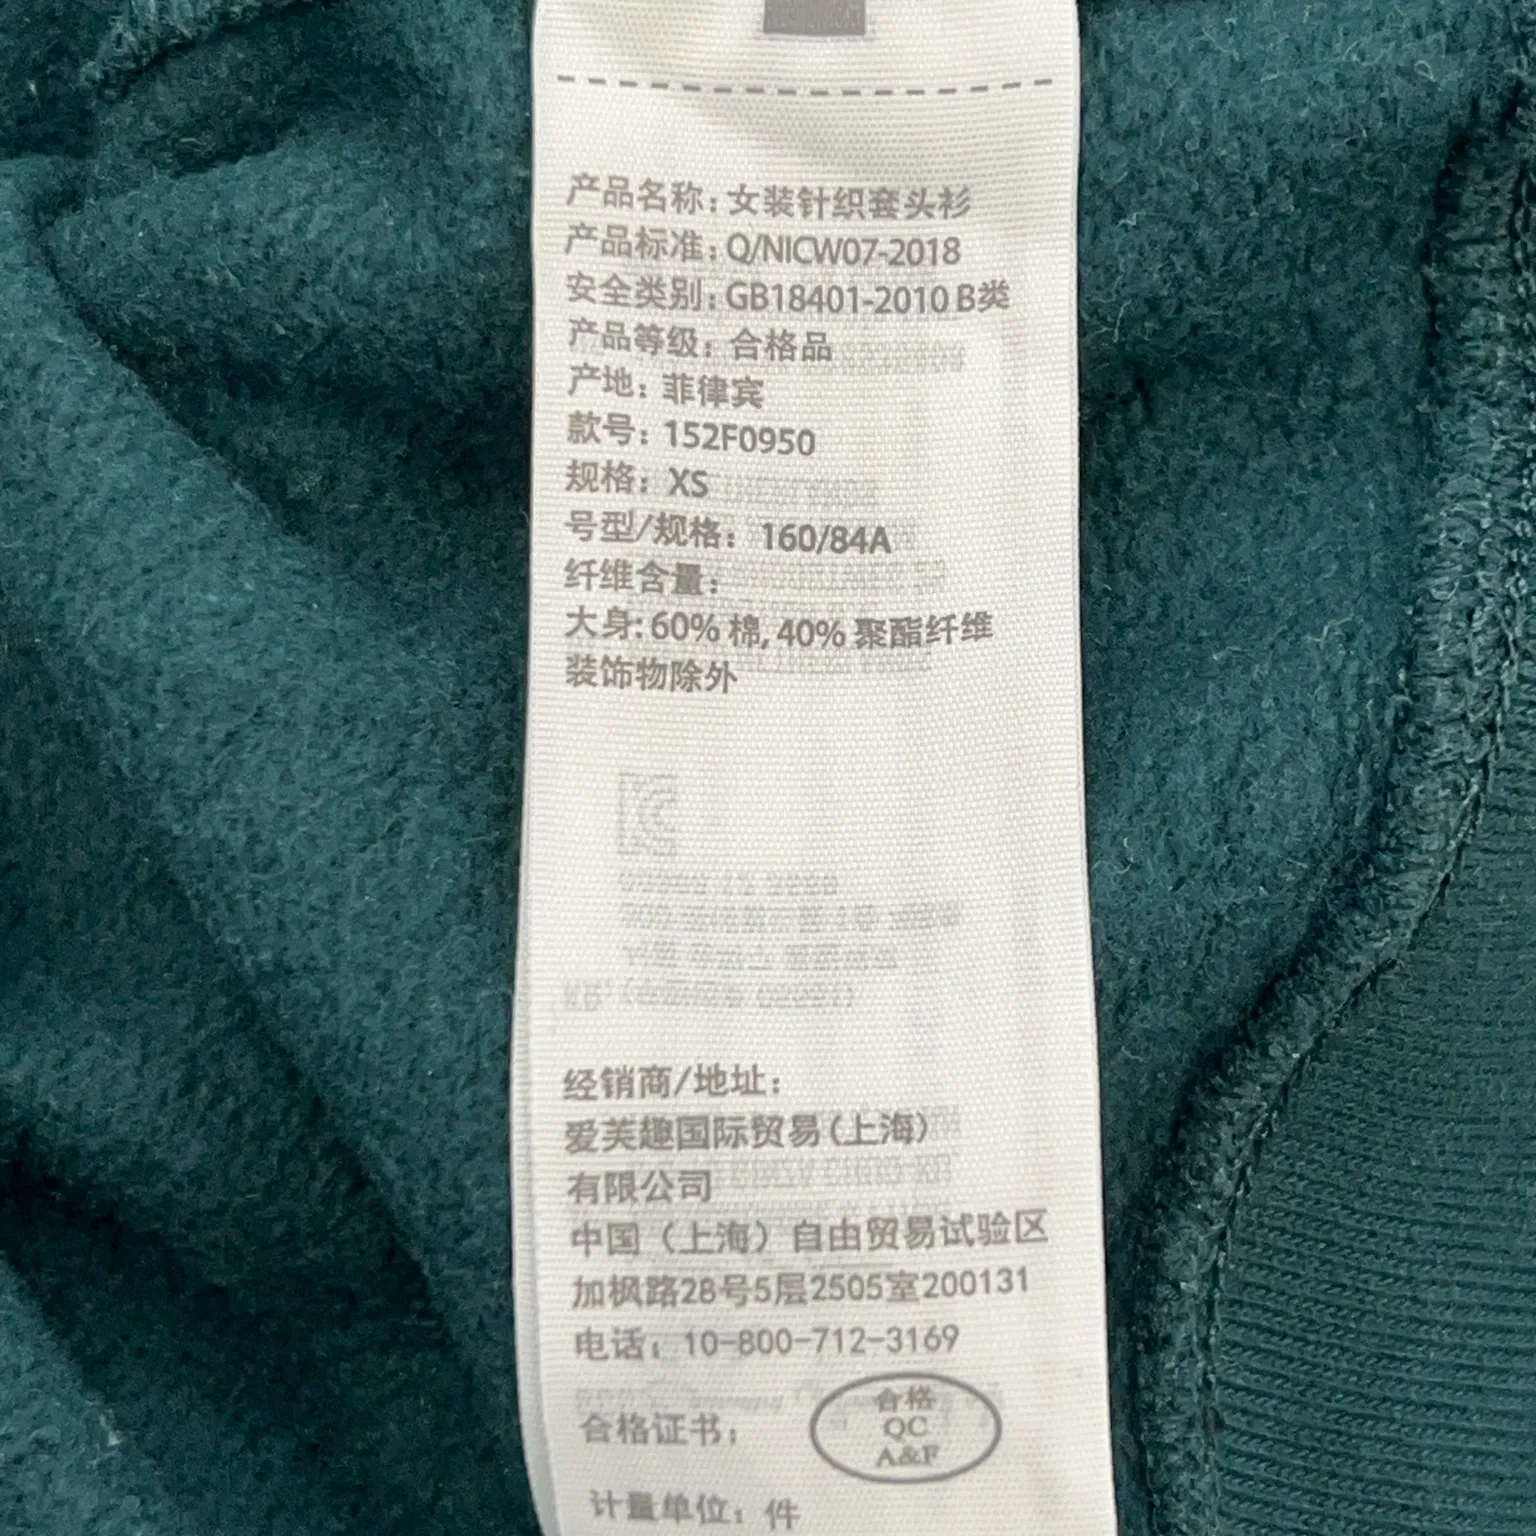 产品名称: 女装针织套头衫
产品标准: Q/NICW07-2018
安全类别: GB18401-2010 B类
产品等级: 合格品
产地: 菲律宾
款号: 152F0950
规格: XS
号型/规格: 160/84A
纤维含量:
大身: 60% 棉, 40% 聚酯纤维
装饰物除外
经销商/地址:
爱芙趣国际贸易(上海)
有限公司
中国（上海）自由贸易试验区
加枫路28号5层2505室200131
电话: 10-800-712-3169
合格证书:
合格
QC
A&F
计量单位: 件